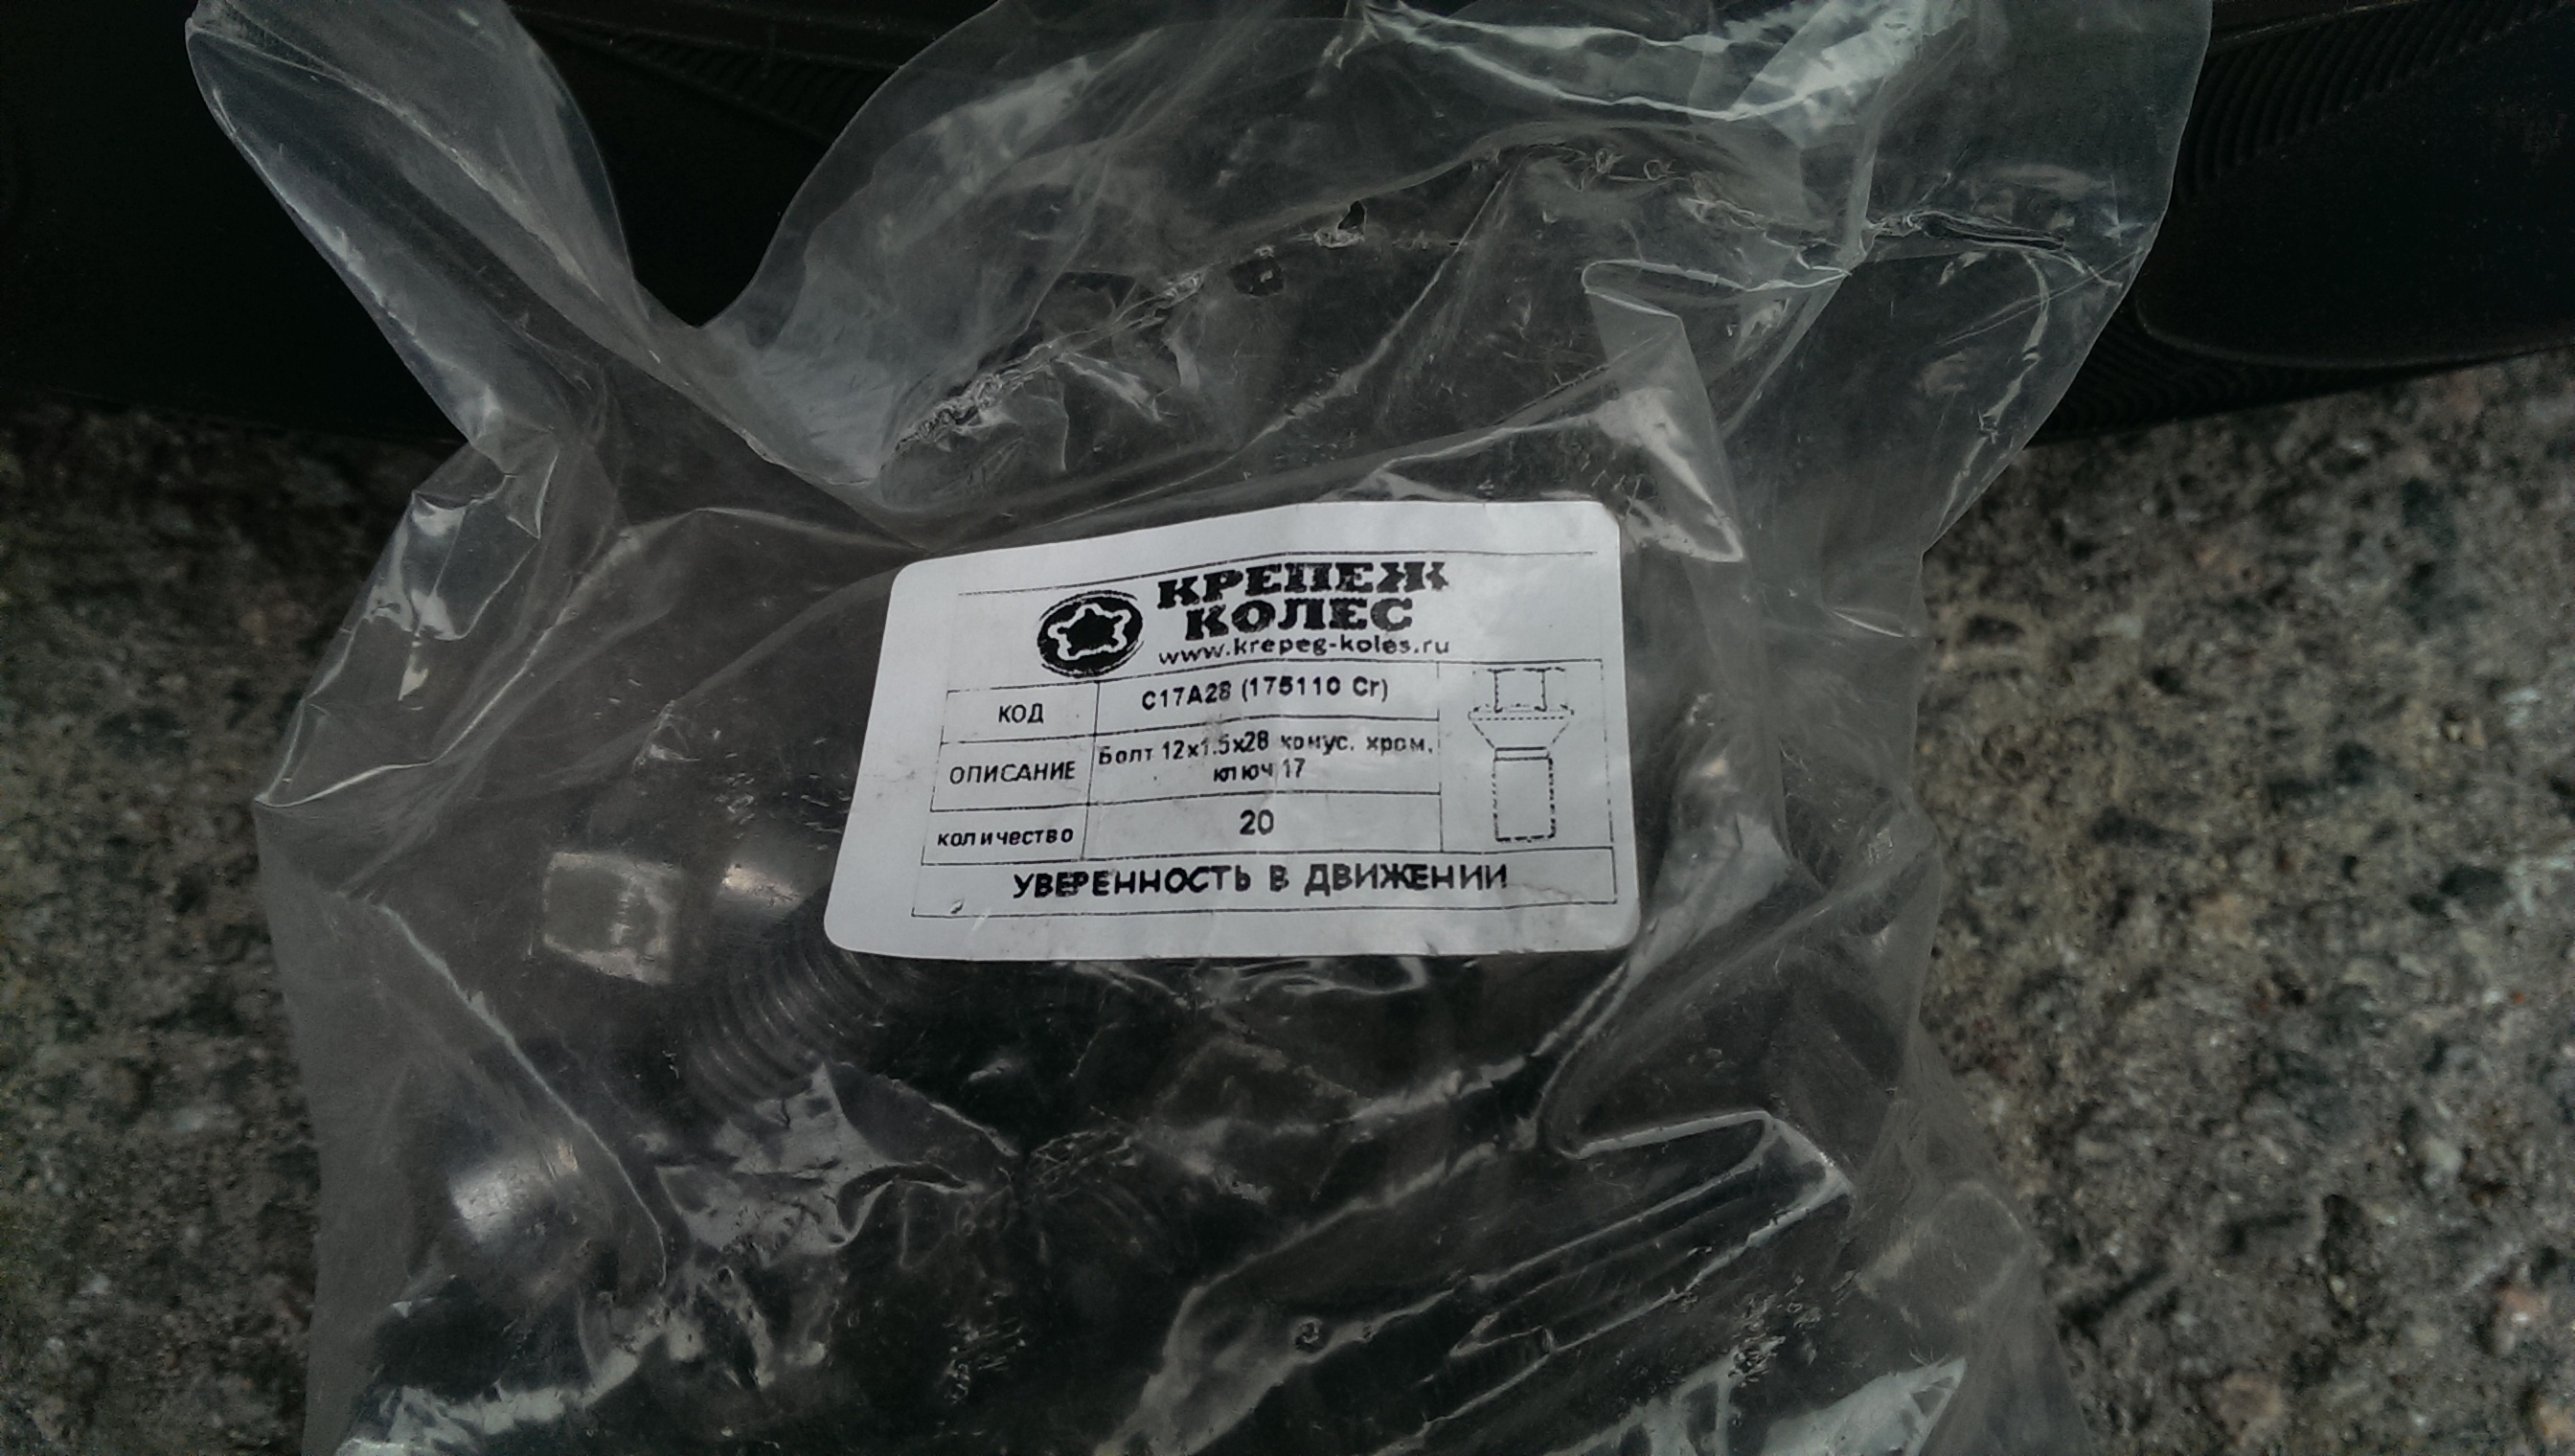 КРЕПЕЖ
КОЛЕС
www.krepeg-koles.ru
КОД
C17A28 (175110 Cr)
ОПИСАНИЕ
Болт 12x1.5x28 конус, хром,
ключ 17
количество
20
УВЕРЕННОСТЬ В ДВИЖЕНИИ